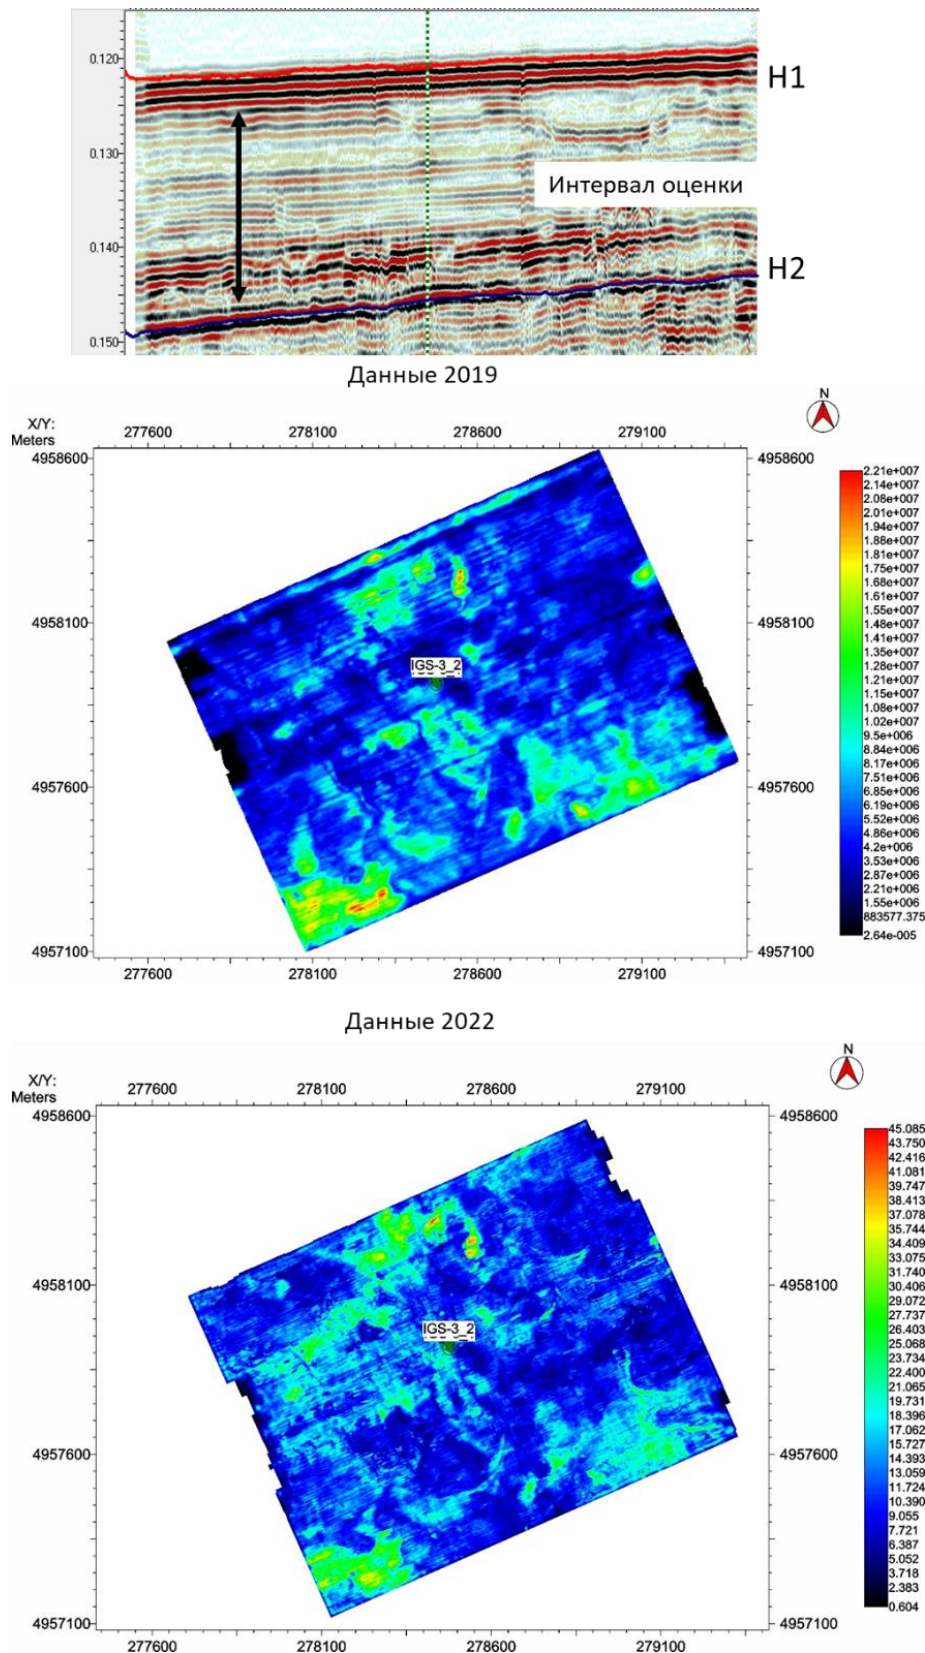 0.120
H1
0.130
Интервал оценки
0.140
H2
0.150
Данные 2019
N
X/Y:
Meters
277600 278100 278600 279100
4958600 4958600
2.21e+007
2.14e+007
2.08e+007
2.01e+007
1.94e+007
1.88e+007
1.81e+007
1.75e+007
1.68e+007
1.61e+007
1.55e+007
1.48e+007
1.41e+007
1.35e+007
1.28e+007
1.21e+007
1.15e+007
1.08e+007
1.02e+007
9.5e+006
8.84e+006
8.17e+006
7.51e+006
6.85e+006
6.19e+006
5.52e+006
4.86e+006
4.2e+006
3.53e+006
2.87e+006
2.21e+006
1.55e+006
883577.375
2.64e-005
4958100 4958100
IGS-3_2
4957600 4957600
4957100 4957100
277600 278100 278600 279100
Данные 2022
N
X/Y:
Meters
277600 278100 278600 279100
4958600 4958600
45.085
43.750
42.416
41.081
39.747
38.413
37.078
35.744
34.409
33.075
31.740
30.406
29.072
27.737
26.403
25.068
23.734
22.400
21.065
19.731
18.396
17.062
15.727
14.393
13.059
11.724
10.390
9.055
7.721
6.387
5.052
3.718
2.383
0.604
4958100 4958100
IGS-3_2
4957600 4957600
4957100 4957100
277600 278100 278600 279100